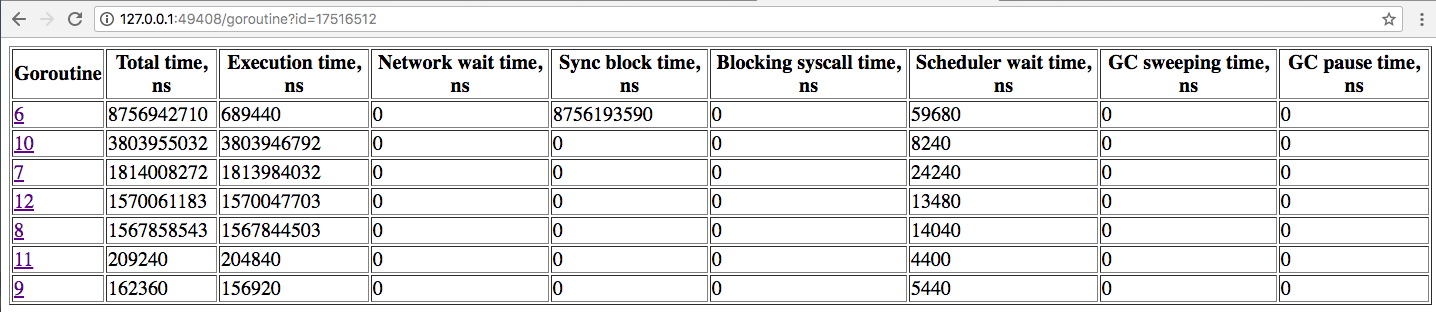 127.0.0.1:49408/goroutine?id=17516512
Goroutine Total time, ns Execution time, ns Network wait time, ns Sync block time, ns Blocking syscall time, ns Scheduler wait time, ns GC sweeping time, ns GC pause time, ns
6 8756942710 689440 0 8756193590 0 59680 0 0
10 3803955032 3803946792 0 0 0 8240 0 0
7 1814008272 1813984032 0 0 0 24240 0 0
12 1570061183 1570047703 0 0 0 13480 0 0
8 1567858543 1567844503 0 0 0 14040 0 0
11 209240 204840 0 0 0 4400 0 0
9 162360 156920 0 0 0 5440 0 0